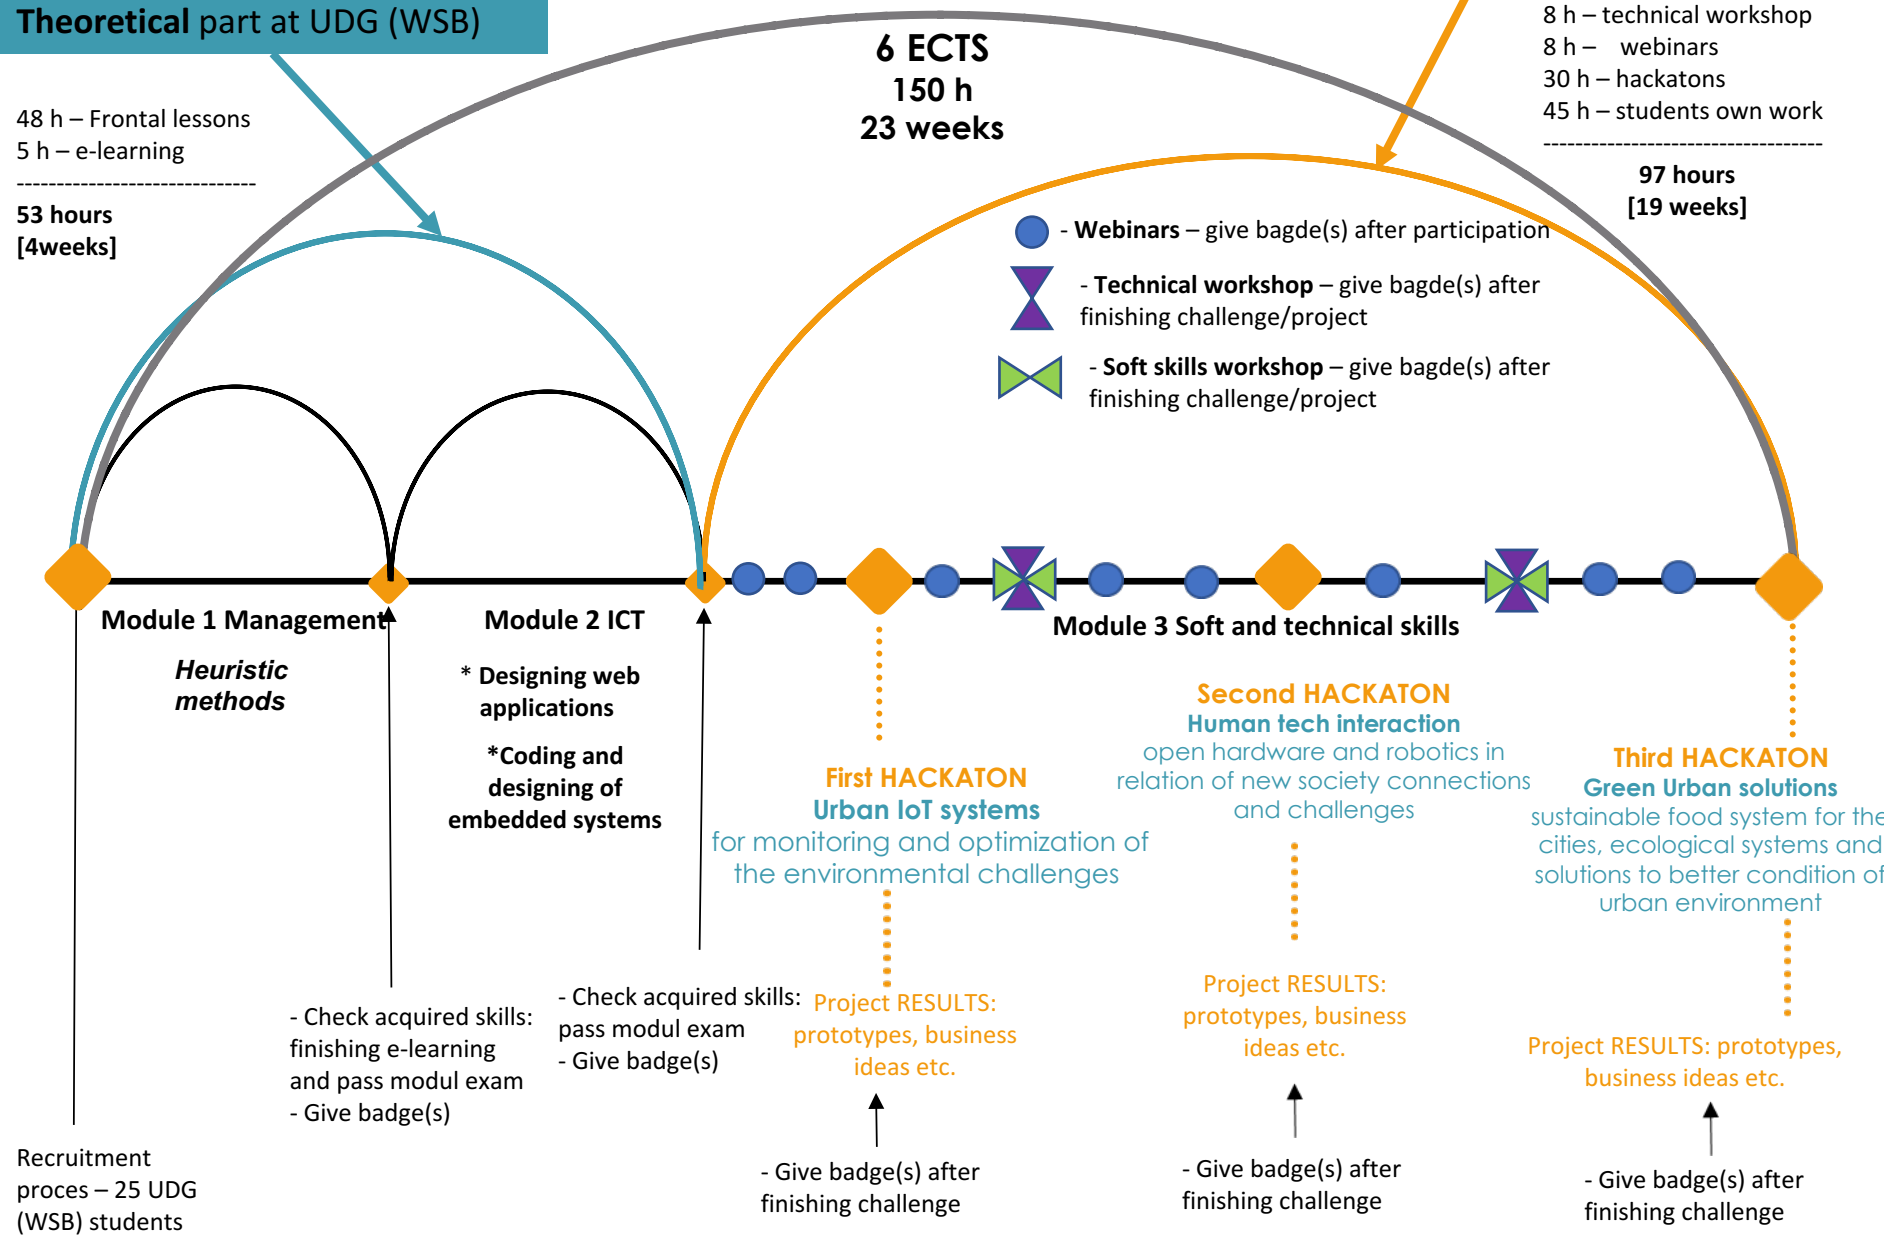 Theoretical part at UDG (WSB)
48 h – Frontal lessons
5 h – e-learning
------------------------------
53 hours
[4weeks]
6 ECTS
150 h
23 weeks
8 h – technical workshop
8 h – webinars
30 h – hackatons
45 h – students own work
-----------------------------------
97 hours
[19 weeks]
- Webinars – give bagde(s) after participation
- Technical workshop – give bagde(s) after
finishing challenge/project
- Soft skills workshop – give bagde(s) after
finishing challenge/project
Module 1 Management
Heuristic
methods
Module 2 ICT
* Designing web
applications
*Coding and
designing of
embedded systems
Module 3 Soft and technical skills
First HACKATON
Urban IoT systems
for monitoring and optimization of
the environmental challenges
Second HACKATON
Human tech interaction
open hardware and robotics in
relation of new society connections
and challenges
Third HACKATON
Green Urban solutions
sustainable food system for the
cities, ecological systems and
solutions to better condition of
urban environment
- Check acquired skills:
finishing e-learning
and pass modul exam
- Give badge(s)
- Check acquired skills:
pass modul exam
- Give badge(s)
Project RESULTS:
prototypes, business
ideas etc.
Project RESULTS:
prototypes, business
ideas etc.
Project RESULTS: prototypes,
business ideas etc.
Recruitment
proces – 25 UDG
(WSB) students
- Give badge(s) after
finishing challenge
- Give badge(s) after
finishing challenge
- Give badge(s) after
finishing challenge